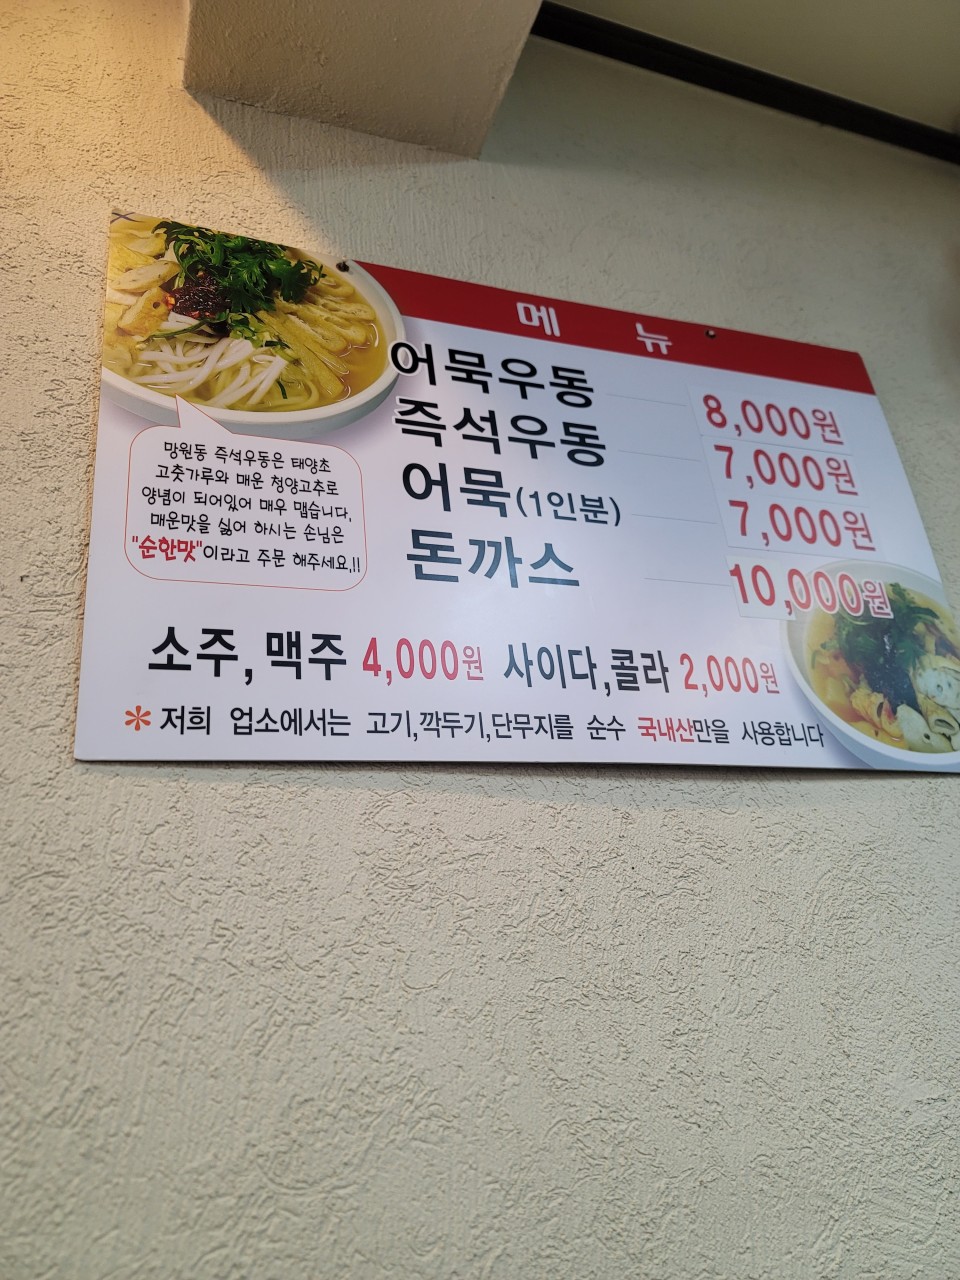 메뉴
어묵우동 8,000원
즉석우동 7,000원
어묵(1인분) 7,000원
돈까스 10,000원
망원동 즉석우동은 태양초
고춧가루와 매운 청양고추로
양념이 되어있어 매우 맵습니다.
매운맛을 싫어 하시는 손님은
"순한맛"이라고 주문 해주세요.!!
소주, 맥주 4,000원 사이다,콜라 2,000원
* 저희 업소에서는 고기,깍두기,단무지를 순수 국내산만을 사용합니다